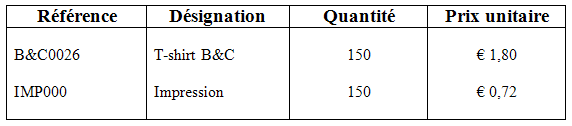 Référence Désignation Quantité Prix unitaire
B&C0026 T-shirt B&C 150 € 1,80
IMP000 Impression 150 € 0,72